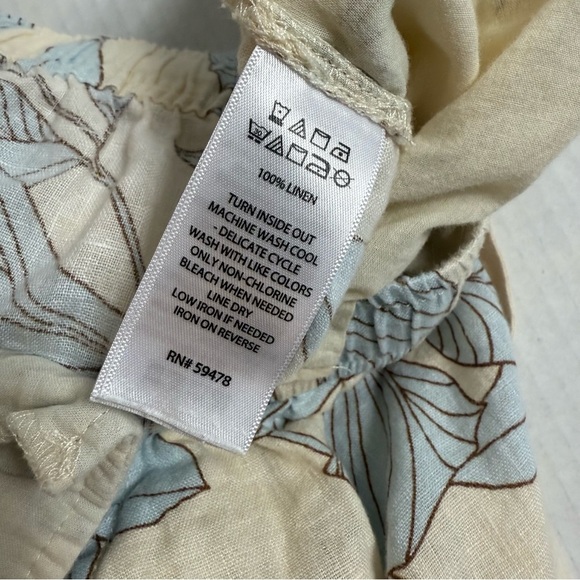 100% LINEN
TURN INSIDE OUT
MACHINE WASH COOL
- DELICATE CYCLE
WASH WITH LIKE COLORS
ONLY NON-CHLORINE
BLEACH WHEN NEEDED
LINE DRY
LOW IRON IF NEEDED
IRON ON REVERSE
RN# 59478